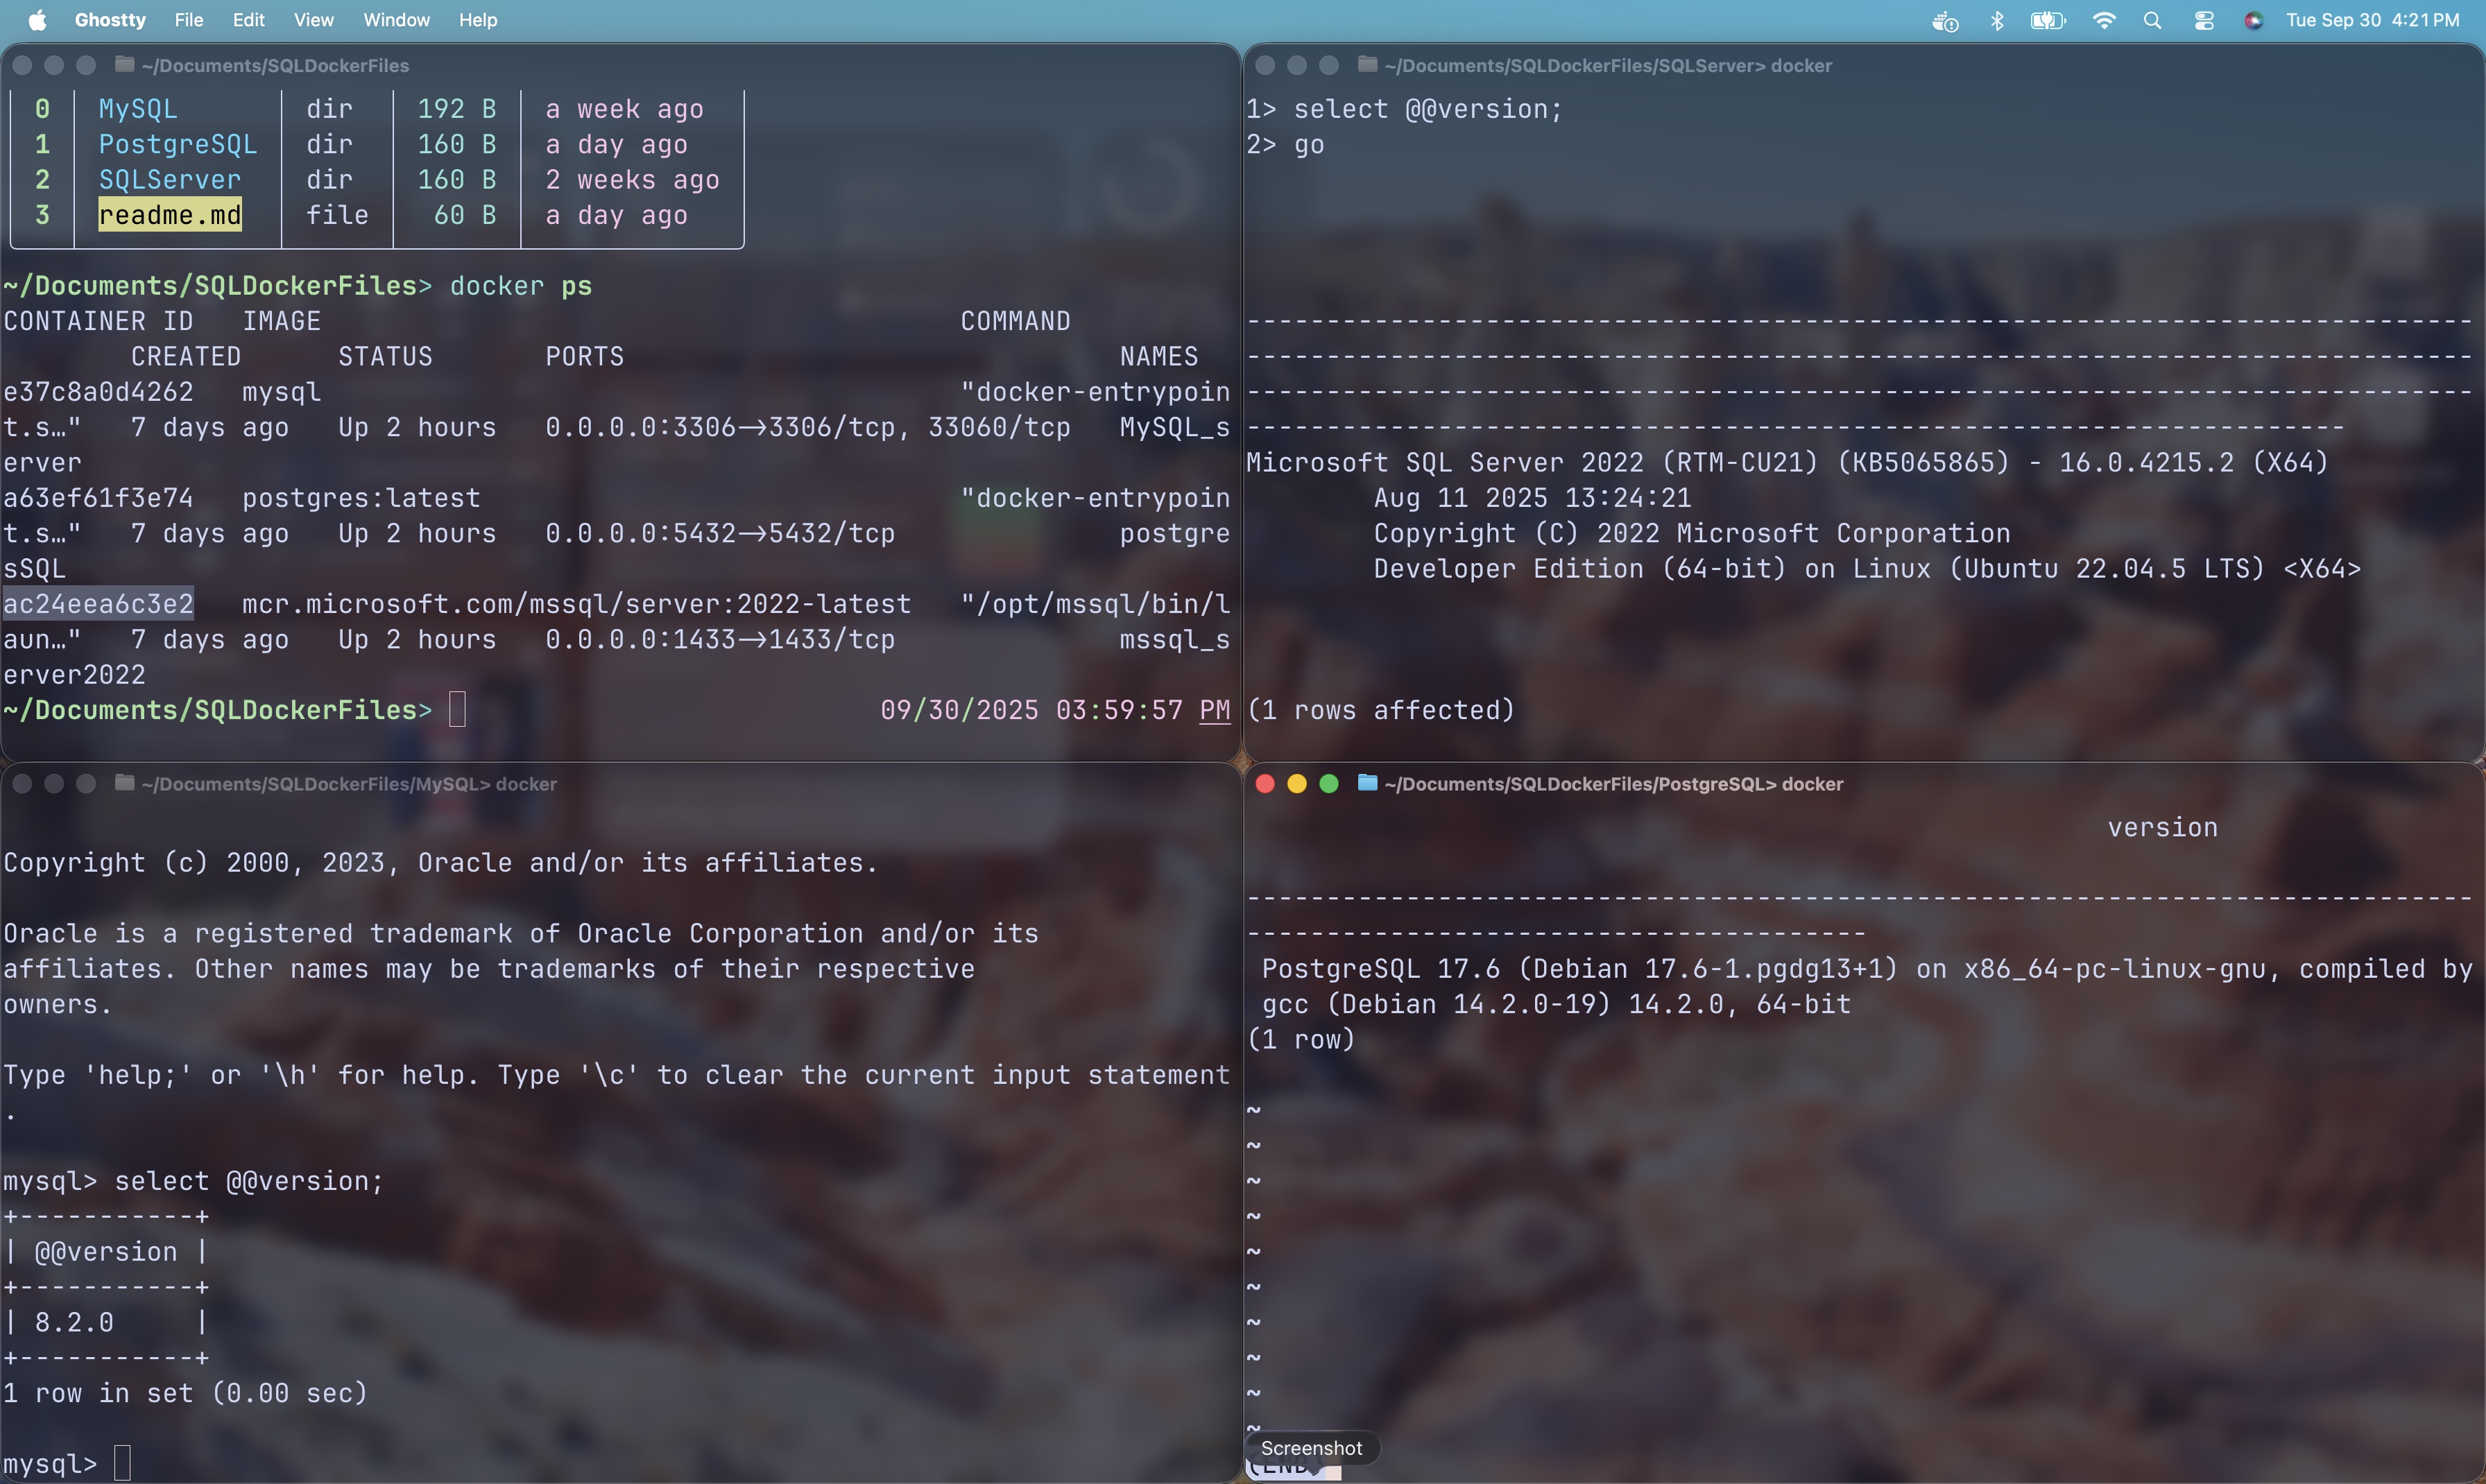 Ghostty File Edit View Window Help Tue Sep 30 4:21 PM
~/Documents/SQLDockerFiles
0 MySQL dir 192 B a week ago
1 PostgreSQL dir 160 B a day ago
2 SQLServer dir 160 B 2 weeks ago
3 readme.md file 60 B a day ago
~/Documents/SQLDockerFiles> docker ps
CONTAINER ID IMAGE COMMAND
CREATED STATUS PORTS NAMES
e37c8a0d4262 mysql "docker-entrypoin
t.s…" 7 days ago Up 2 hours 0.0.0.0:3306->3306/tcp, 33060/tcp MySQL_s
erver
a63ef61f3e74 postgres:latest "docker-entrypoin
t.s…" 7 days ago Up 2 hours 0.0.0.0:5432->5432/tcp postgre
sSQL
ac24eea6c3e2 mcr.microsoft.com/mssql/server:2022-latest "/opt/mssql/bin/l
aun…" 7 days ago Up 2 hours 0.0.0.0:1433->1433/tcp mssql_s
erver2022
~/Documents/SQLDockerFiles> 09/30/2025 03:59:57 PM
~/Documents/SQLDockerFiles/SQLServer> docker
1> select @@version;
2> go
--------------------------------------------------------------------------------
--------------------------------------------------------------------------------
--------------------------------------------------------------------------------
------------------------------------------------------------
Microsoft SQL Server 2022 (RTM-CU21) (KB5065865) - 16.0.4215.2 (X64)
Aug 11 2025 13:24:21
Copyright (C) 2022 Microsoft Corporation
Developer Edition (64-bit) on Linux (Ubuntu 22.04.5 LTS) <X64>
(1 rows affected)
~/Documents/SQLDockerFiles/MySQL> docker
Copyright (c) 2000, 2023, Oracle and/or its affiliates.
Oracle is a registered trademark of Oracle Corporation and/or its
affiliates. Other names may be trademarks of their respective
owners.
Type 'help;' or '\h' for help. Type '\c' to clear the current input statement
.
mysql> select @@version;
+-----------+
| @@version |
+-----------+
| 8.2.0     |
+-----------+
1 row in set (0.00 sec)
mysql>
~/Documents/SQLDockerFiles/PostgreSQL> docker
version
--------------------------------------------------------------------------------
---------------------------------------
PostgreSQL 17.6 (Debian 17.6-1.pgdg13+1) on x86_64-pc-linux-gnu, compiled by
gcc (Debian 14.2.0-19) 14.2.0, 64-bit
(1 row)
~
~
~
~
~
~
~
~
~
~
Screenshot
(END)